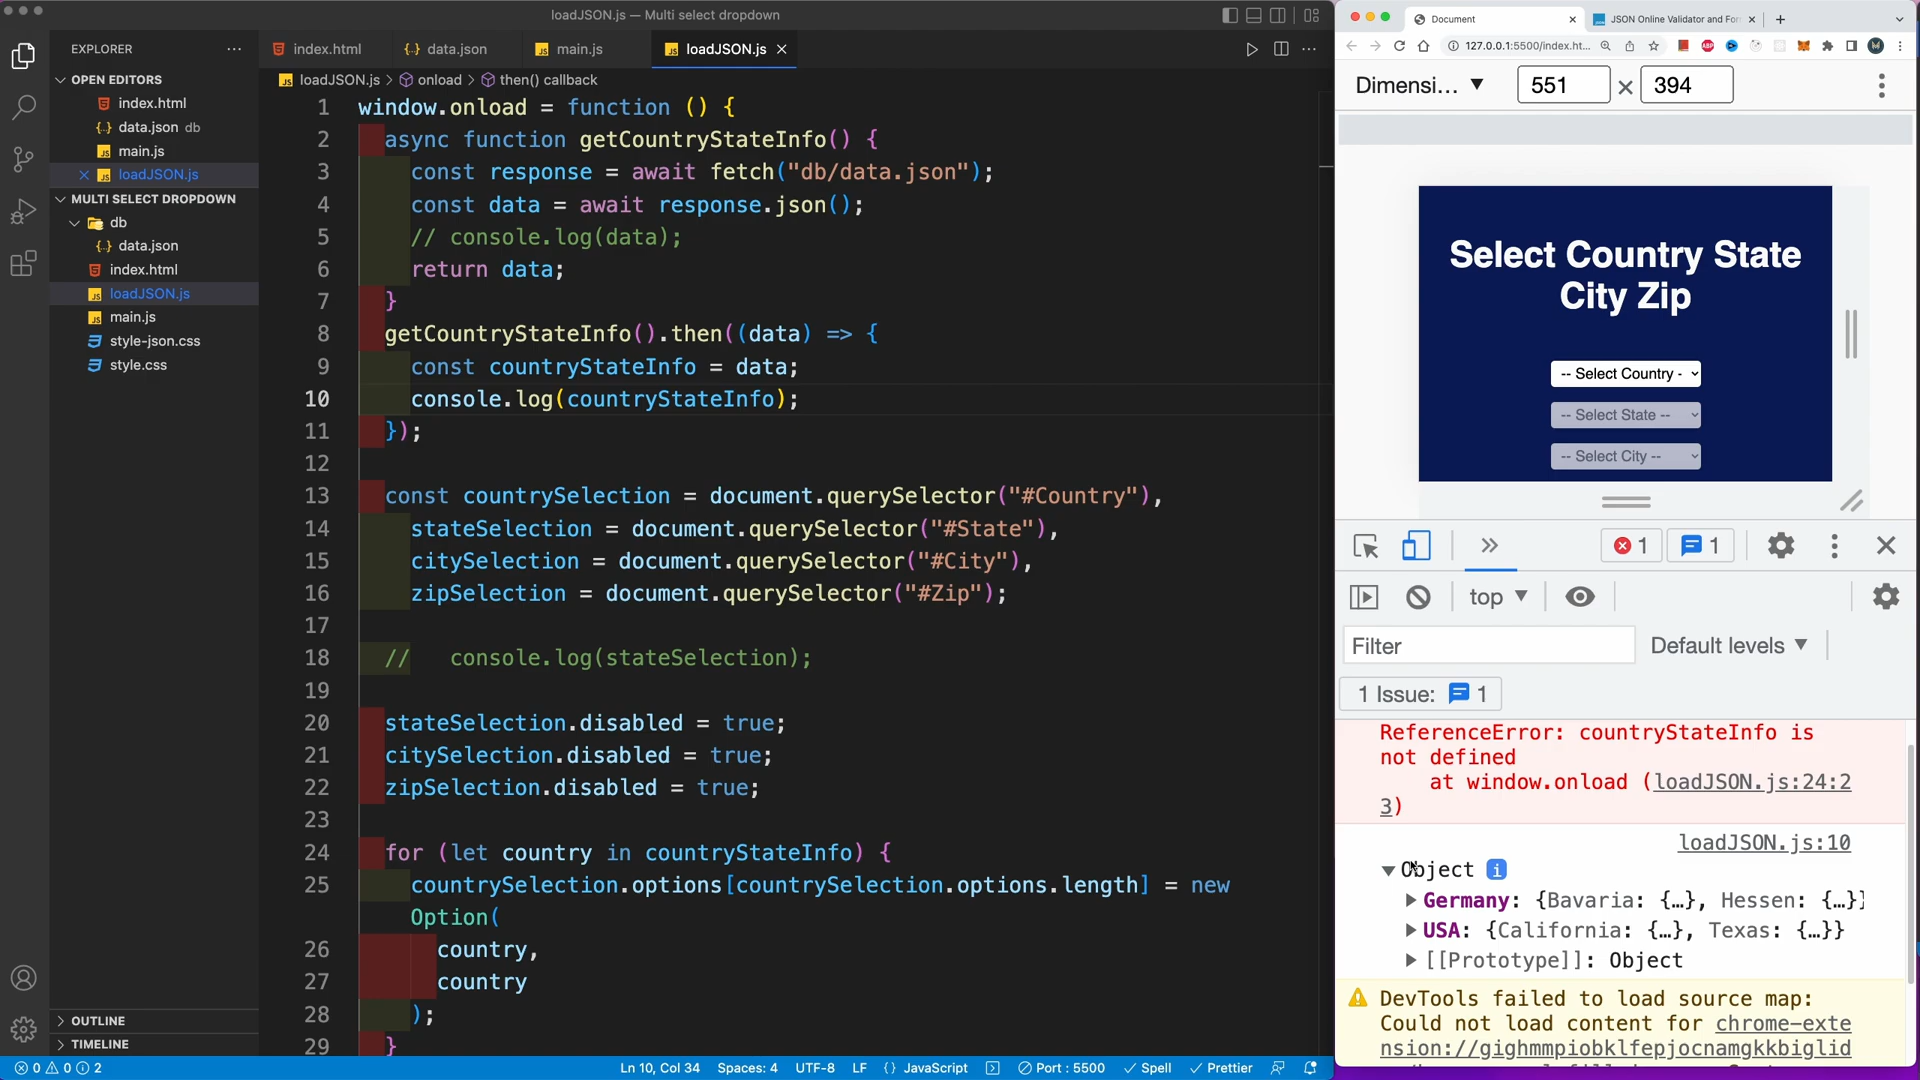 loadJSON.js — Multi select dropdown
EXPLORER
OPEN EDITORS
index.html
data.json db
main.js
loadJSON.js
MULTI SELECT DROPDOWN
db
data.json
index.html
loadJSON.js
main.js
style-json.css
style.css
OUTLINE
TIMELINE
index.html
data.json
main.js
loadJSON.js
loadJSON.js > onload > then() callback
1 window.onload = function () {
2 async function getCountryStateInfo() {
3 const response = await fetch("db/data.json");
4 const data = await response.json();
5 // console.log(data);
6 return data;
7 }
8 getCountryStateInfo().then((data) => {
9 const countryStateInfo = data;
10 console.log(countryStateInfo);
11 });
12
13 const countrySelection = document.querySelector("#Country"),
14 stateSelection = document.querySelector("#State"),
15 citySelection = document.querySelector("#City"),
16 zipSelection = document.querySelector("#Zip");
17
18 // console.log(stateSelection);
19
20 stateSelection.disabled = true;
21 citySelection.disabled = true;
22 zipSelection.disabled = true;
23
24 for (let country in countryStateInfo) {
25 countrySelection.options[countrySelection.options.length] = new
Option(
26 country,
27 country
28 );
29 }
0 0 2
Ln 10, Col 34 Spaces: 4 UTF-8 LF {} JavaScript Port : 5500 Spell Prettier
Document
JSON Online Validator and For
127.0.0.1:5500/index.ht...
Dimensi... 551 × 394
Select Country State
City Zip
-- Select Country -
-- Select State --
-- Select City --
1 1
top
Filter
Default levels
1 Issue: 1
ReferenceError: countryStateInfo is
not defined
at window.onload (loadJSON.js:24:2
3)
loadJSON.js:10
Object
Germany: {Bavaria: {…}, Hessen: {…}}
USA: {California: {…}, Texas: {…}}
[[Prototype]]: Object
DevTools failed to load source map:
Could not load content for chrome-exte
nsion://gighmmpiobklfepjocnamgkkbiglid